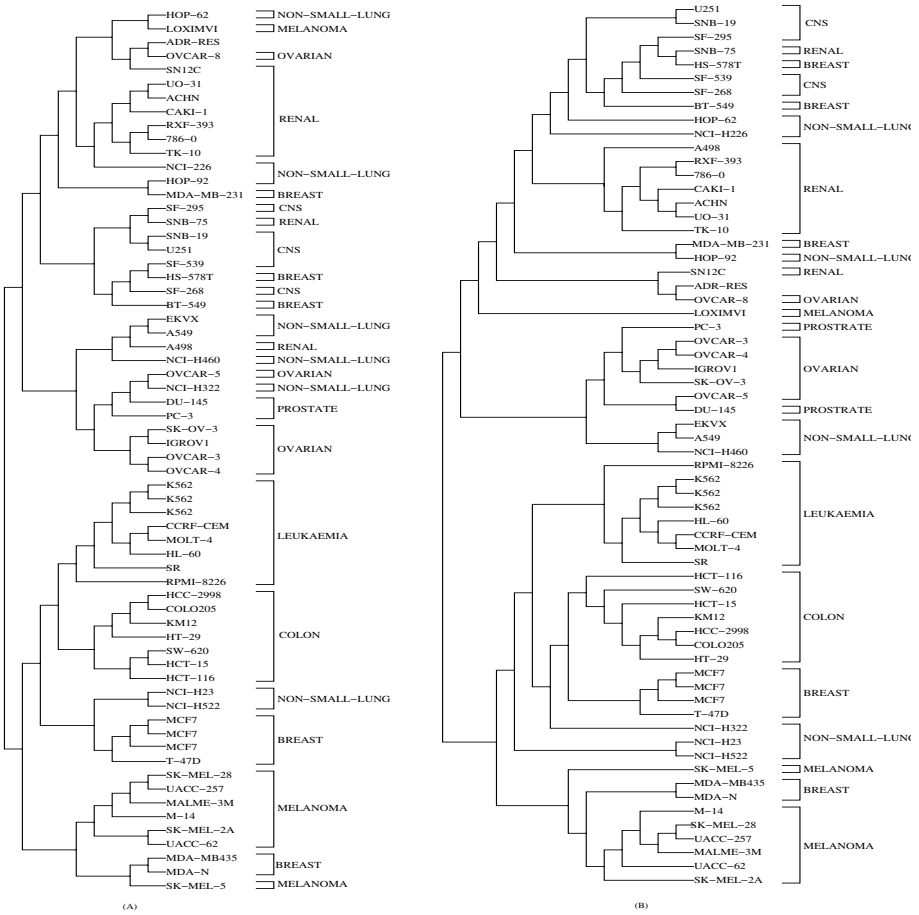 HOP-62
LOXIMVI
ADR-RES
OVCAR-8
SN12C
UO-31
ACHN
CAKI-1
RXF-393
786-0
TK-10
NCI-226
HOP-92
MDA-MB-231
SF-295
SNB-75
SNB-19
U251
SF-539
HS-578T
SF-268
BT-549
EKVX
A549
A498
NCI-H460
OVCAR-5
NCI-H322
DU-145
PC-3
SK-OV-3
IGROV1
OVCAR-3
OVCAR-4
K562
K562
K562
CCRF-CEM
MOLT-4
HL-60
SR
RPMI-8226
HCC-2998
COLO205
KM12
HT-29
SW-620
HCT-15
HCT-116
NCI-H23
NCI-H522
MCF7
MCF7
MCF7
T-47D
SK-MEL-28
UACC-257
MALME-3M
M-14
SK-MEL-2A
UACC-62
MDA-MB435
MDA-N
SK-MEL-5
NON-SMALL-LUNG
MELANOMA
OVARIAN
RENAL
NON-SMALL-LUNG
BREAST
CNS
RENAL
CNS
BREAST
CNS
BREAST
NON-SMALL-LUNG
RENAL
NON-SMALL-LUNG
OVARIAN
NON-SMALL-LUNG
PROSTATE
OVARIAN
LEUKAEMIA
COLON
NON-SMALL-LUNG
BREAST
MELANOMA
BREAST
MELANOMA
(A)
U251
SNB-19
SF-295
SNB-75
HS-578T
SF-539
SF-268
BT-549
HOP-62
NCI-H226
A498
RXF-393
786-0
CAKI-1
ACHN
UO-31
TK-10
MDA-MB-231
HOP-92
SN12C
ADR-RES
OVCAR-8
LOXIMVI
PC-3
OVCAR-3
OVCAR-4
IGROV1
SK-OV-3
OVCAR-5
DU-145
EKVX
A549
NCI-H460
RPMI-8226
K562
K562
K562
HL-60
CCRF-CEM
MOLT-4
SR
HCT-116
SW-620
HCT-15
KM12
HCC-2998
COLO205
HT-29
MCF7
MCF7
MCF7
T-47D
NCI-H322
NCI-H23
NCI-H522
SK-MEL-5
MDA-MB435
MDA-N
M-14
SK-MEL-28
UACC-257
MALME-3M
UACC-62
SK-MEL-2A
CNS
RENAL
BREAST
CNS
BREAST
NON-SMALL-LUNG
RENAL
BREAST
NON-SMALL-LUNG
RENAL
OVARIAN
MELANOMA
PROSTRATE
OVARIAN
PROSTRATE
NON-SMALL-LUNG
LEUKAEMIA
COLON
BREAST
NON-SMALL-LUNG
MELANOMA
BREAST
MELANOMA
(B)